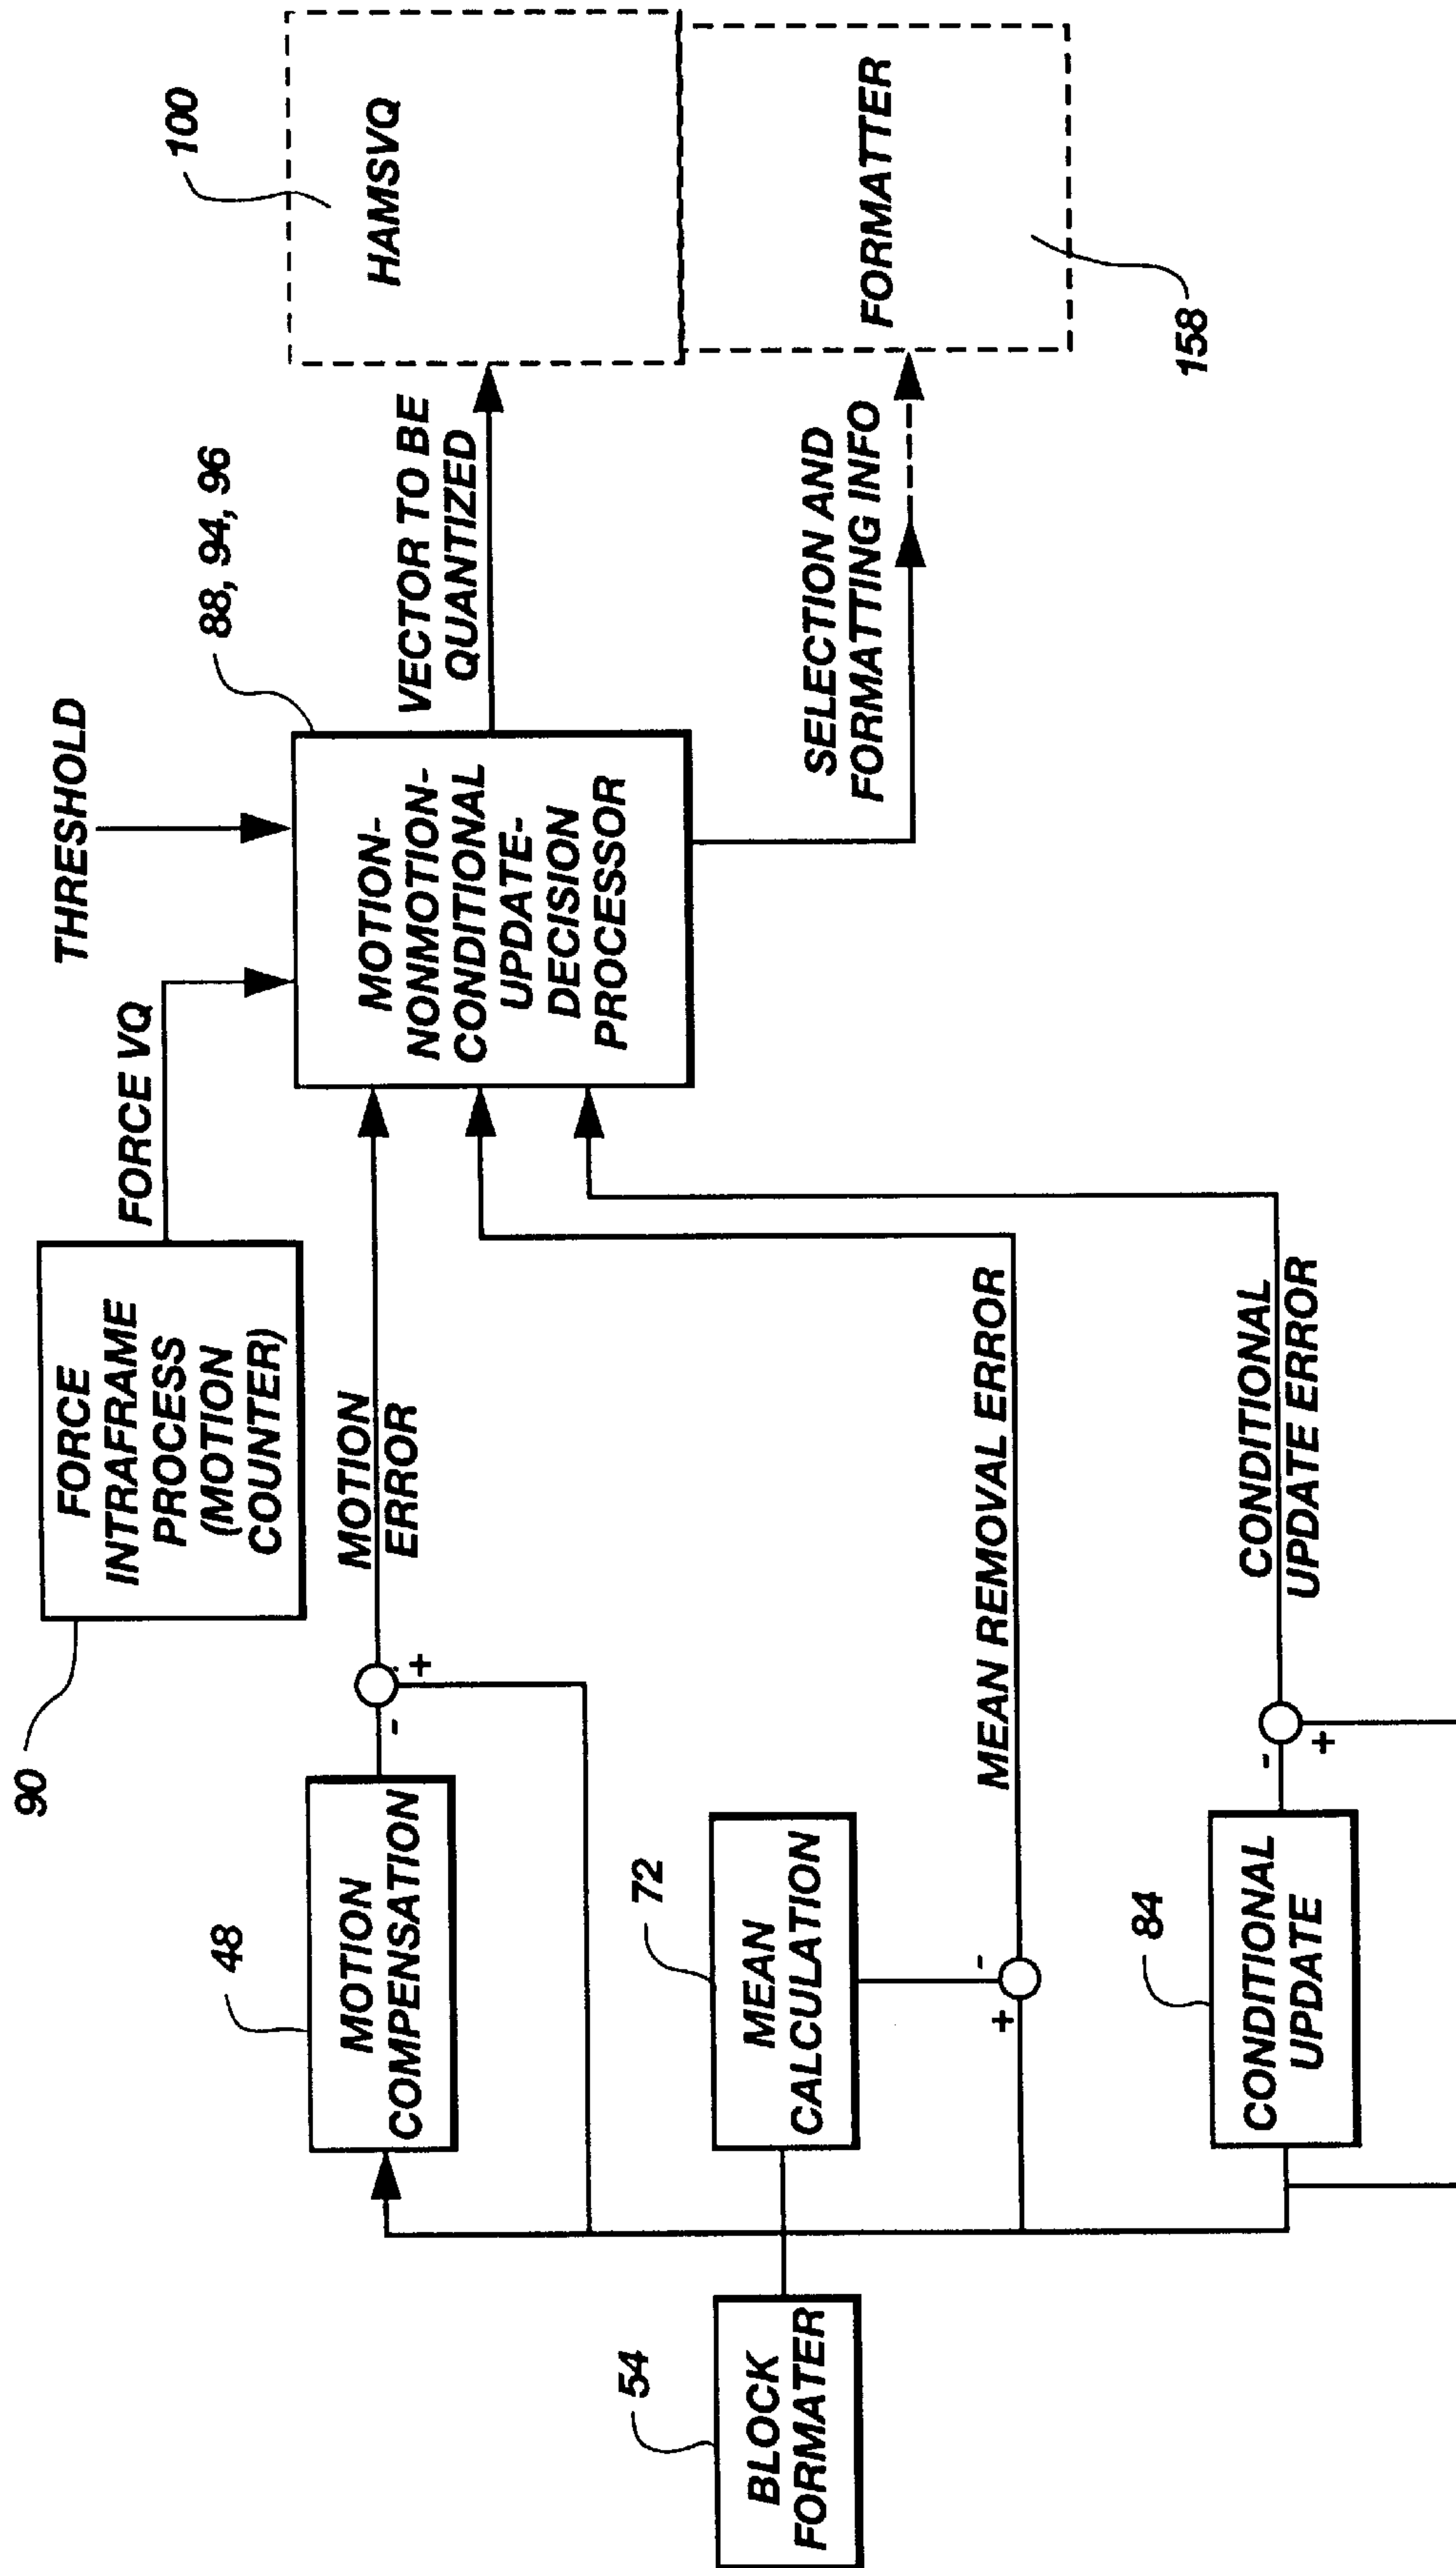 90
FORCE
INTRAFRAME
PROCESS
(MOTION
COUNTER)
FORCE VQ
THRESHOLD
88, 94, 96
100
48
MOTION
COMPENSATION
-
+
MOTION
ERROR
MOTION-
NONMOTION-
CONDITIONAL
UPDATE-
DECISION
PROCESSOR
VECTOR TO BE
QUANTIZED
HAMSVQ
54
BLOCK
FORMATER
72
MEAN
CALCULATION
+
-
MEAN REMOVAL ERROR
SELECTION AND
FORMATTING INFO
FORMATTER
158
84
CONDITIONAL
UPDATE
-
+
CONDITIONAL
UPDATE ERROR